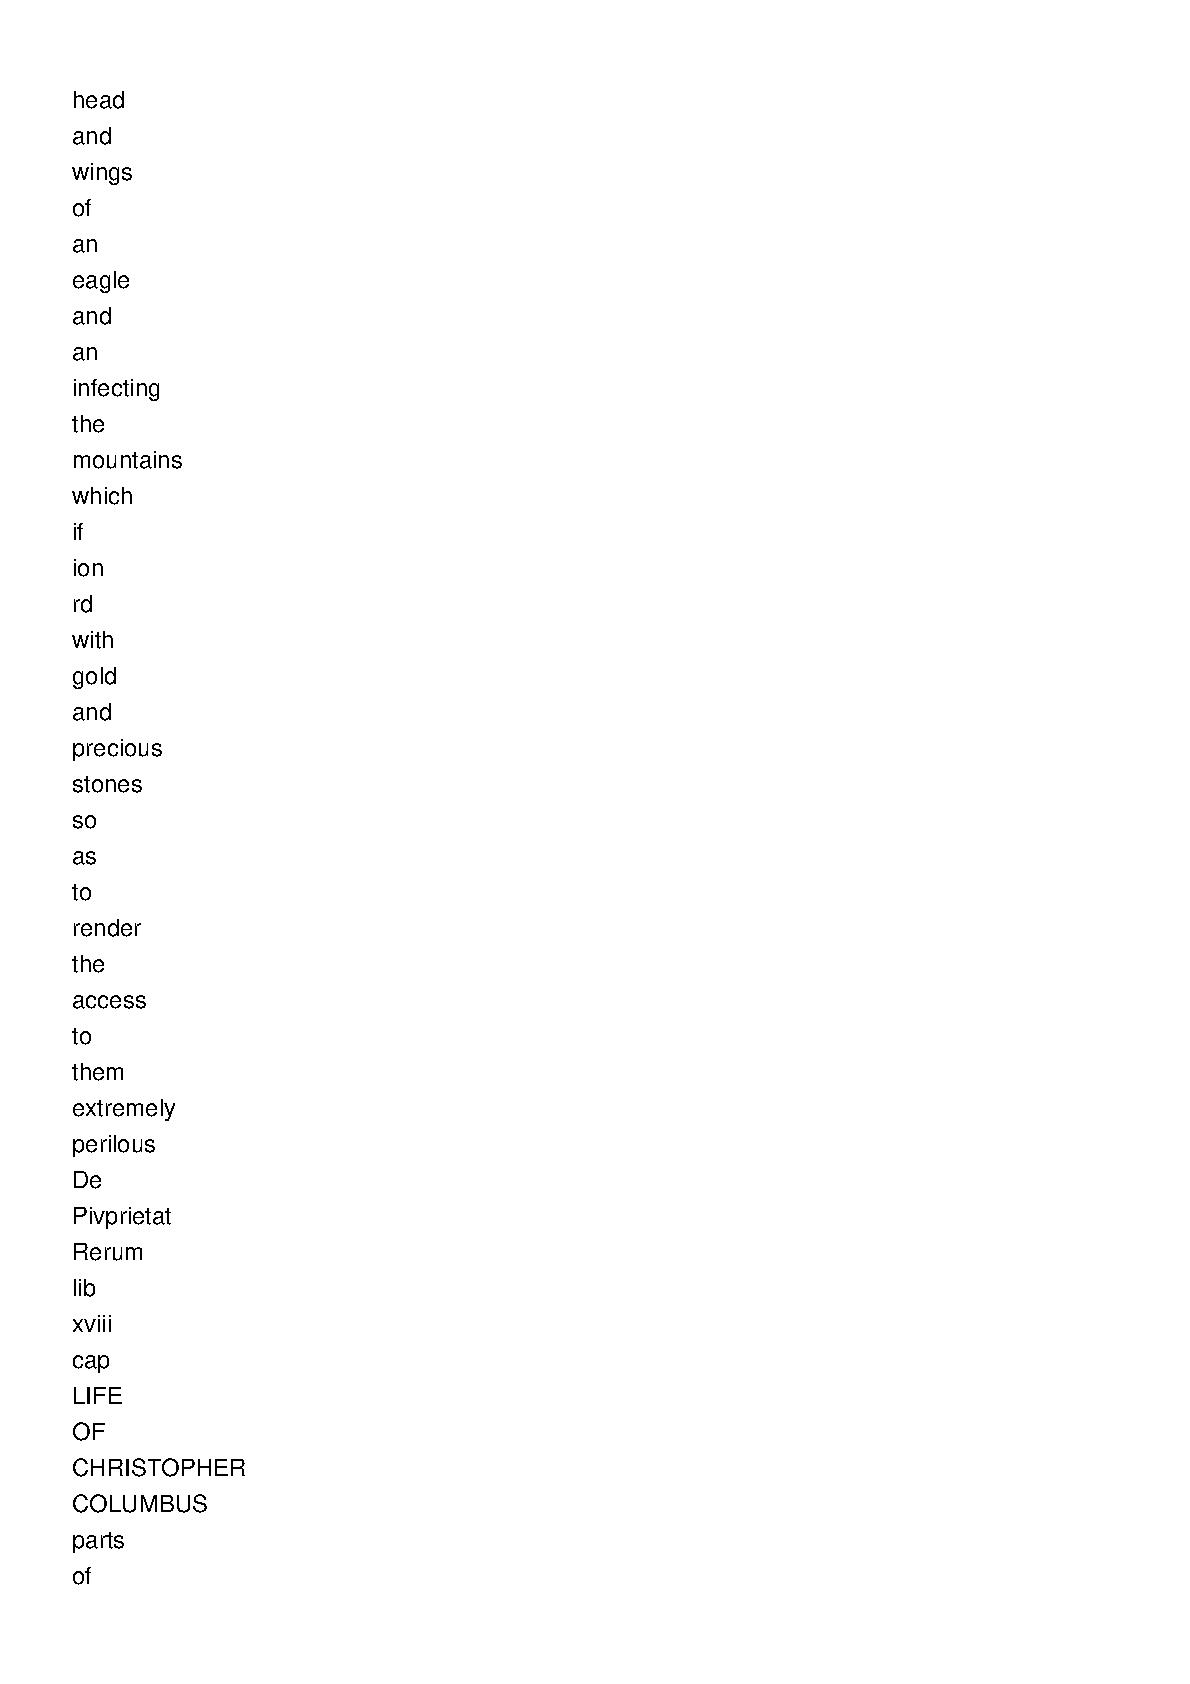 head
and
wings
of
an
eagle
and
an
infecting
the
mountains
which
if
ion
rd
with
gold
and
precious
stones
so
as
to
render
the
access
to
them
extremely
perilous
De
Pivprietat
Rerum
lib
xviii
cap
LIFE
OF
CHRISTOPHER
COLUMBUS
parts
of